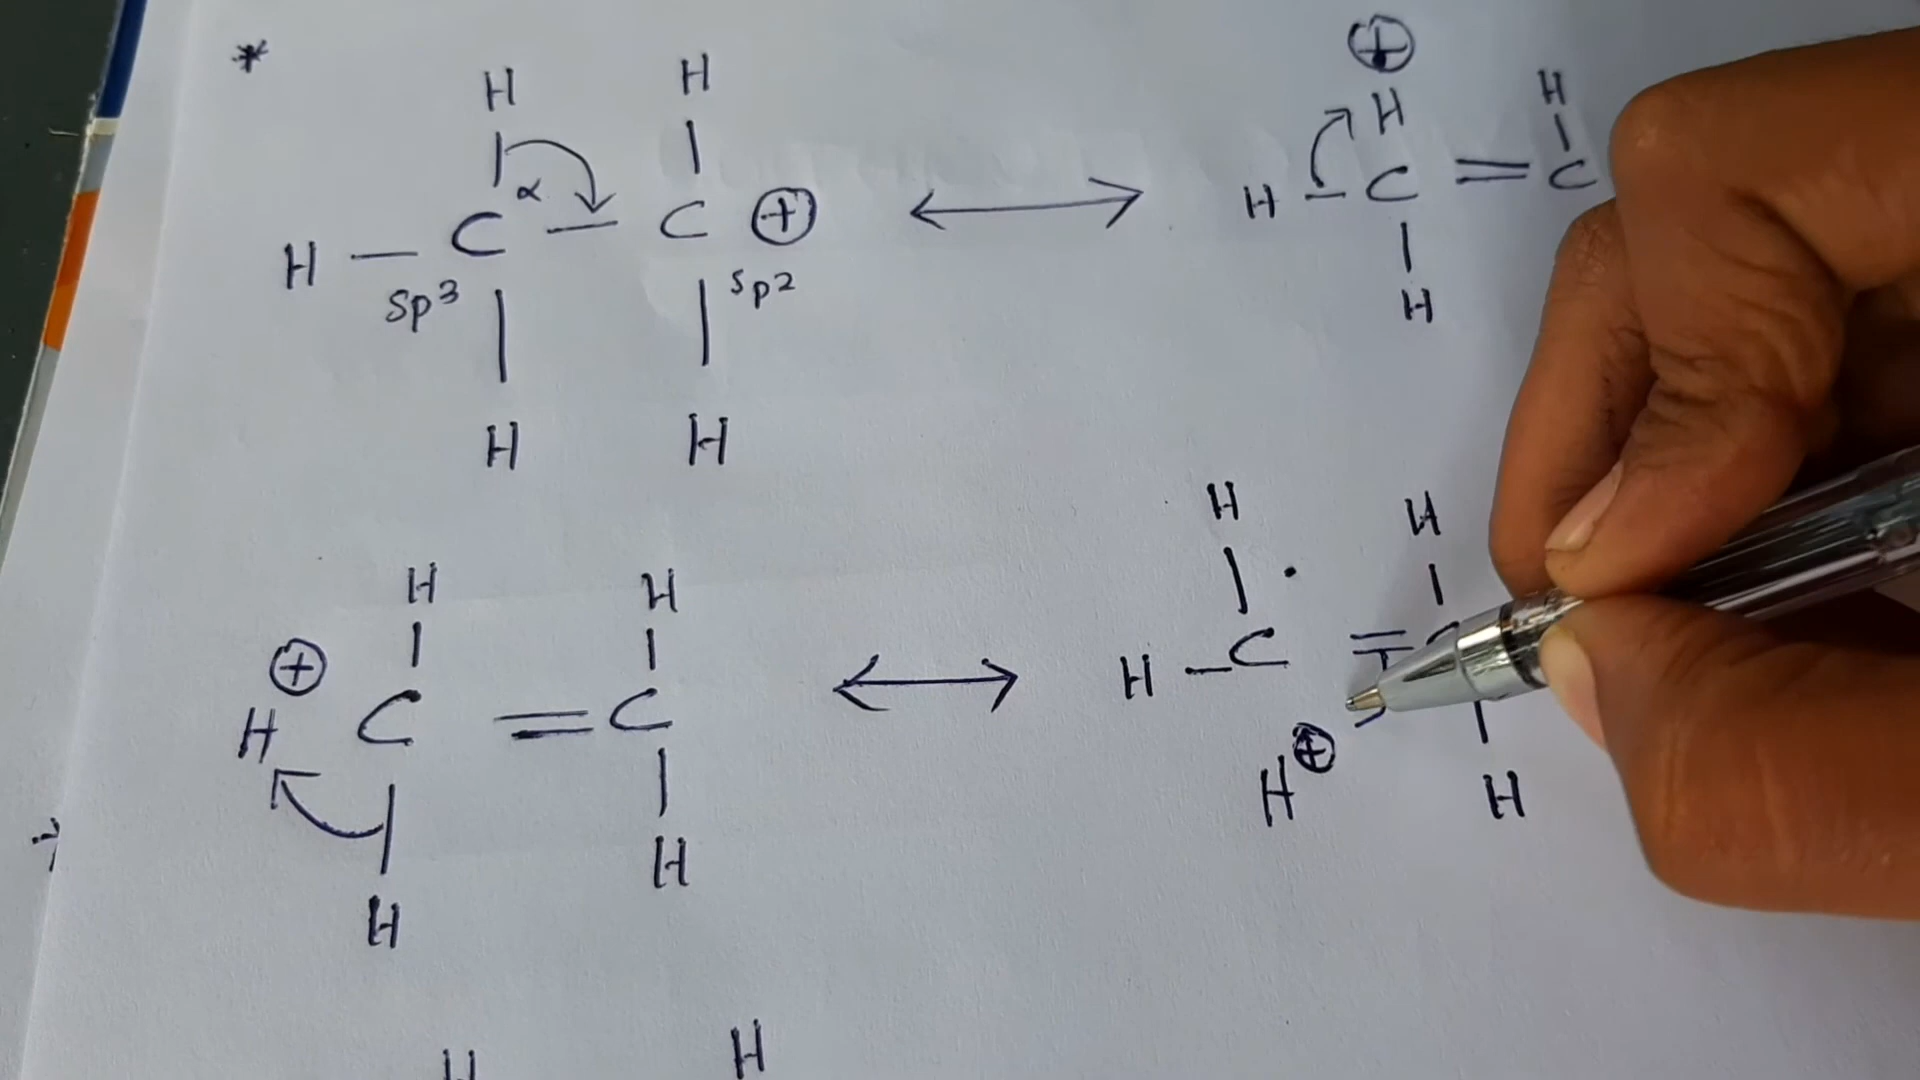 *
H H ⊕
H H
α
H — C — C ⊕ ⟷ H — C = C
sp3 sp2
H
H H
H H
H H
⊕
H C = C ⟷ H — C =
H⊕
H H
H
H